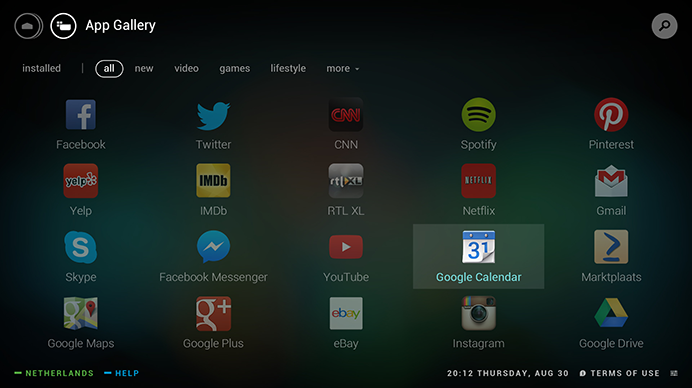 App Gallery
installed | all new video games lifestyle more
f t CNN P
Facebook Twitter CNN Spotify Pinterest
yelp IMDb rtl XL NETFLIX M
Yelp IMDb RTL XL Netflix Gmail
S 31
Skype Facebook Messenger YouTube Google Calendar Marktplaats
g g+ ebay
Google Maps Google Plus eBay Instagram Google Drive
NETHERLANDS HELP 20:12 THURSDAY, AUG 30 TERMS OF USE